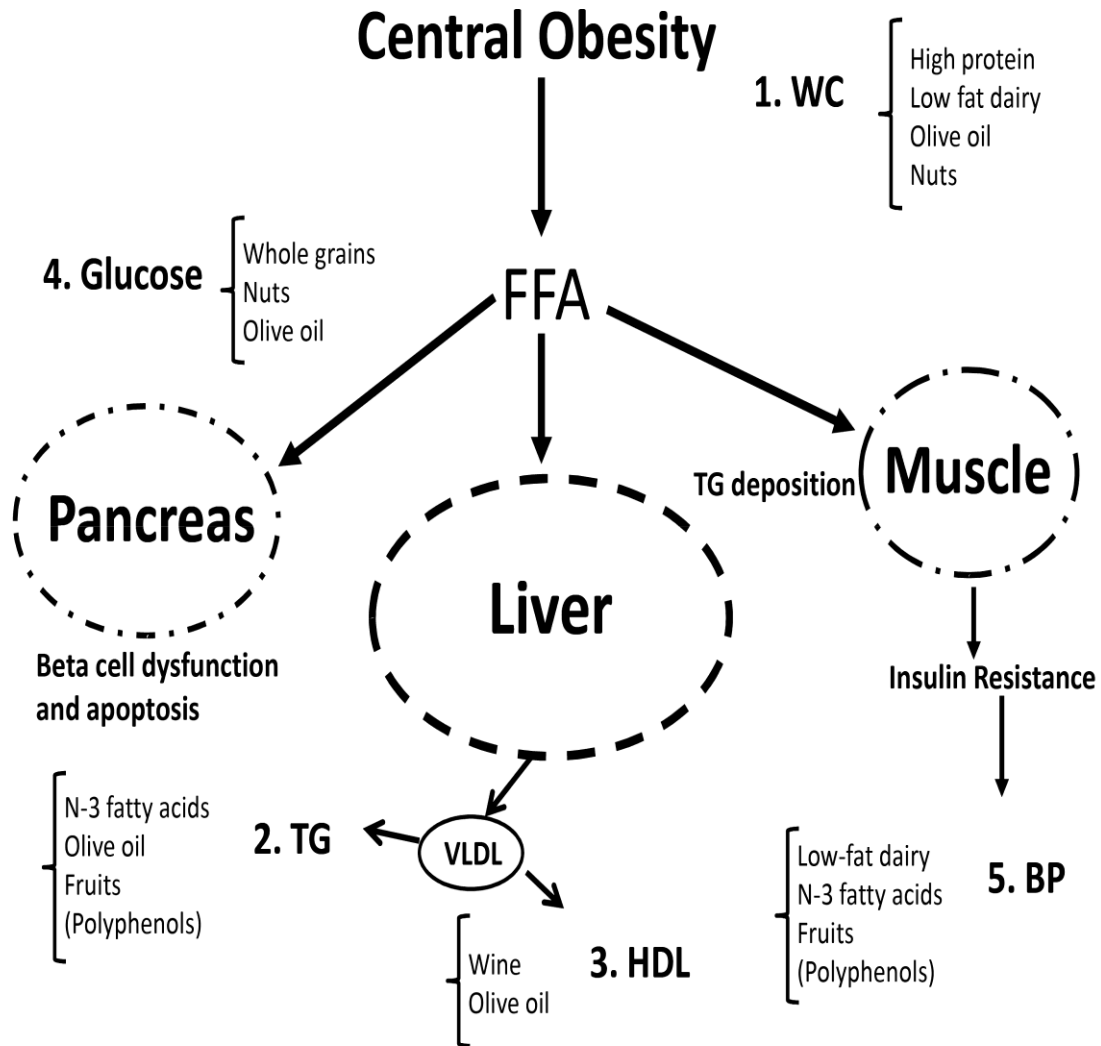 Central Obesity
1. WC
High protein
Low fat dairy
Olive oil
Nuts
4. Glucose
Whole grains
Nuts
Olive oil
FFA
Pancreas
Beta cell dysfunction
and apoptosis
Liver
TG deposition
Muscle
Insulin Resistance
N-3 fatty acids
Olive oil
Fruits
(Polyphenols)
2. TG
VLDL
Wine
Olive oil
3. HDL
Low-fat dairy
N-3 fatty acids
Fruits
(Polyphenols)
5. BP